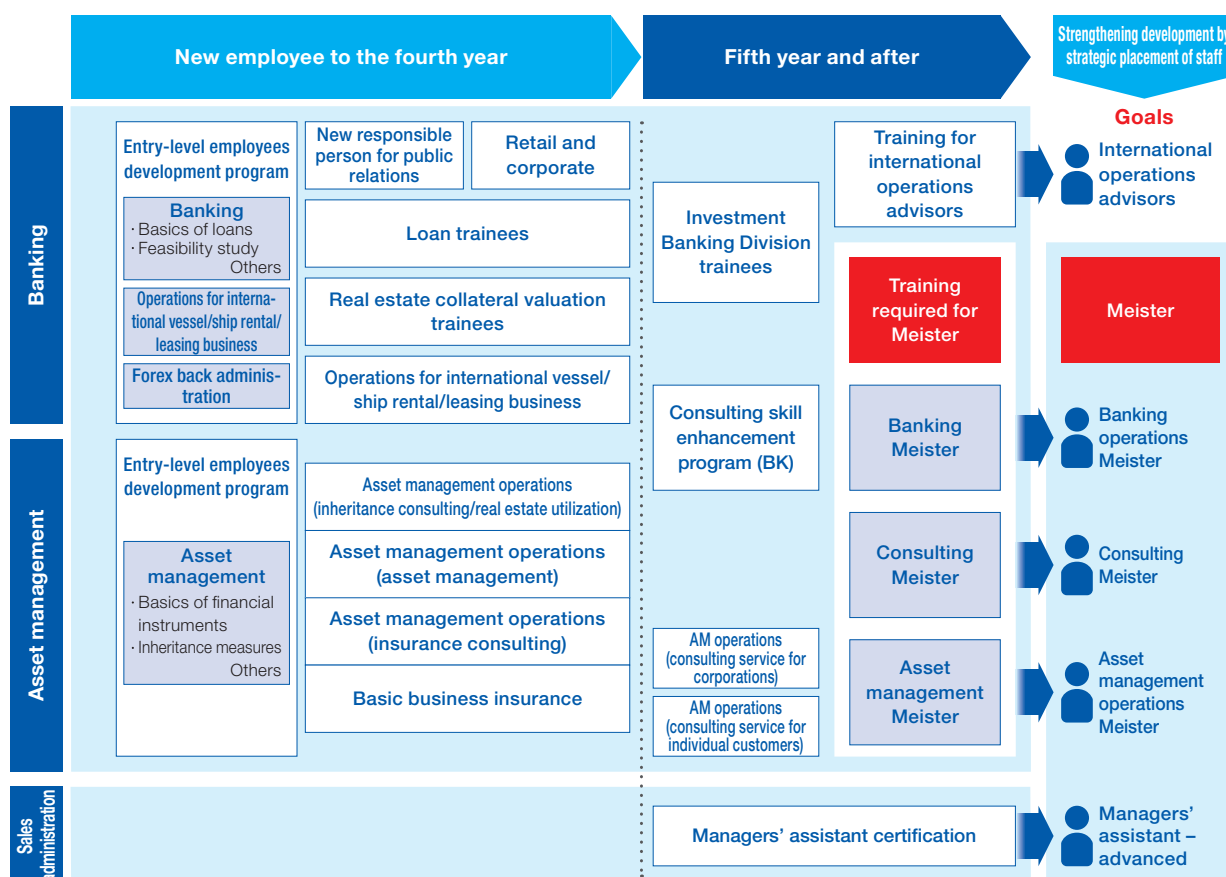 New employee to the fourth year
Fifth year and after
Strengthening development by
strategic placement of staff
Goals
Banking
Entry-level employees
development program
Banking
· Basics of loans
· Feasibility study
Others
Operations for interna-
tional vessel/ship rental/
leasing business
Forex back adminis-
tration
New responsible
person for public
relations
Retail and
corporate
Loan trainees
Real estate collateral valuation
trainees
Operations for international vessel/
ship rental/leasing business
Investment
Banking Division
trainees
Consulting skill
enhancement
program (BK)
Training for
international
operations
advisors
International
operations
advisors
Training
required for
Meister
Meister
Banking
Meister
Banking
operations
Meister
Asset management
Entry-level employees
development program
Asset
management
· Basics of financial
instruments
· Inheritance measures
Others
Asset management operations
(inheritance consulting/real estate utilization)
Asset management operations
(asset management)
Asset management operations
(insurance consulting)
Basic business insurance
AM operations
(consulting service for
corporations)
AM operations
(consulting service for
individual customers)
Consulting
Meister
Consulting
Meister
Asset
management
Meister
Asset
management
operations
Meister
Sales
administration
Managers' assistant certification
Managers'
assistant –
advanced